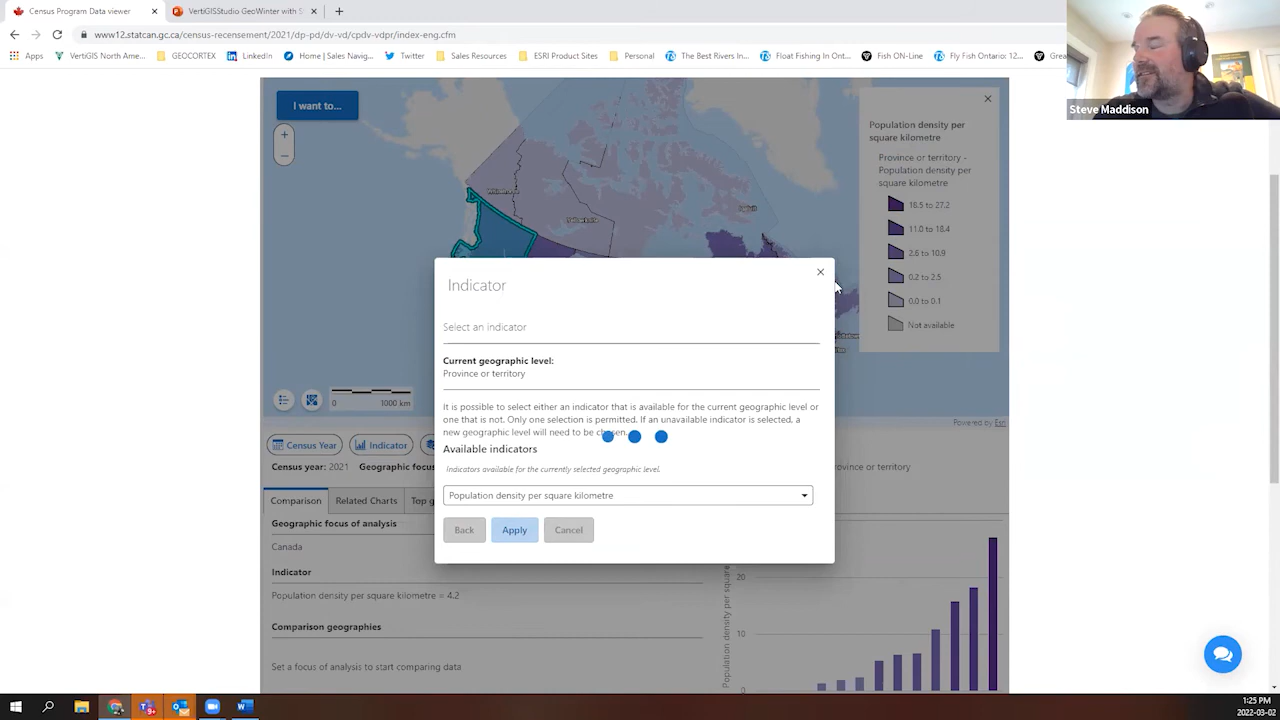 Census Program Data viewer
VertiGISStudio GeoWinter with S
www12.statcan.gc.ca/census-recensement/2021/dp-pd/dv-vd/cpdv-vdpr/index-eng.cfm
Apps VertiGIS North Ame... GEOCORTEX LinkedIn Home | Sales Navig... Twitter Sales Resources ESRI Product Sites Personal The Best Rivers In... Float Fishing In Ont... Fish ON-Line Fly Fish Ontario: 12... Grea
Steve Maddison
I want to...
+
−
Population density per
square kilometre
Province or territory -
Population density per
square kilometre
18.5 to 27.2
11.0 to 18.4
2.6 to 10.9
0.2 to 2.5
0.0 to 0.1
Not available
Whitehorse
Yellowknife
Iqaluit
0 1000 km
Powered by Esri
Indicator
Select an indicator
Current geographic level:
Province or territory
It is possible to select either an indicator that is available for the current geographic level or
one that is not. Only one selection is permitted. If an unavailable indicator is selected, a
new geographic level will need to be chosen.
Available indicators
Indicators available for the currently selected geographic level.
Population density per square kilometre
Back Apply Cancel
Census Year Indicator
Census year: 2021 Geographic focus
rovince or territory
Comparison Related Charts Top g
Geographic focus of analysis
Canada
Indicator
Population density per square kilometre = 4.2
Comparison geographies
Set a focus of analysis to start comparing data
Population density per square
20
10
0
9+
1:25 PM
2022-03-02